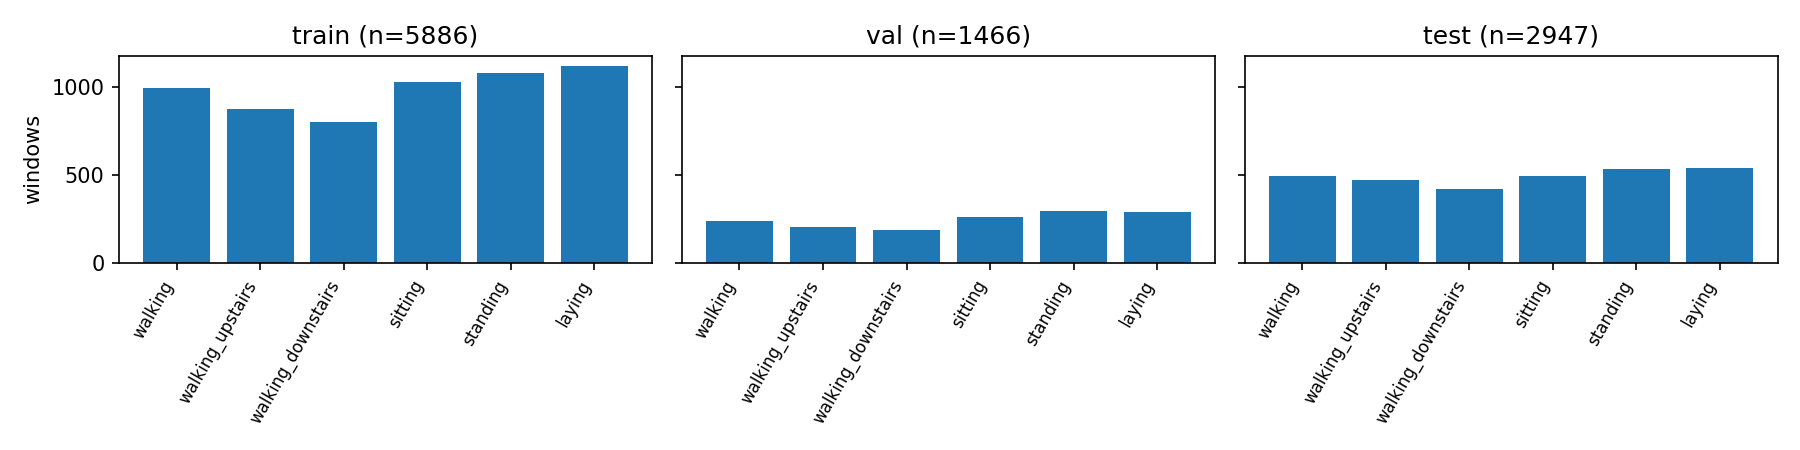 train (n=5886)
val (n=1466)
test (n=2947)
windows
1000
500
0
walking
walking_upstairs
walking_downstairs
sitting
standing
laying
walking
walking_upstairs
walking_downstairs
sitting
standing
laying
walking
walking_upstairs
walking_downstairs
sitting
standing
laying